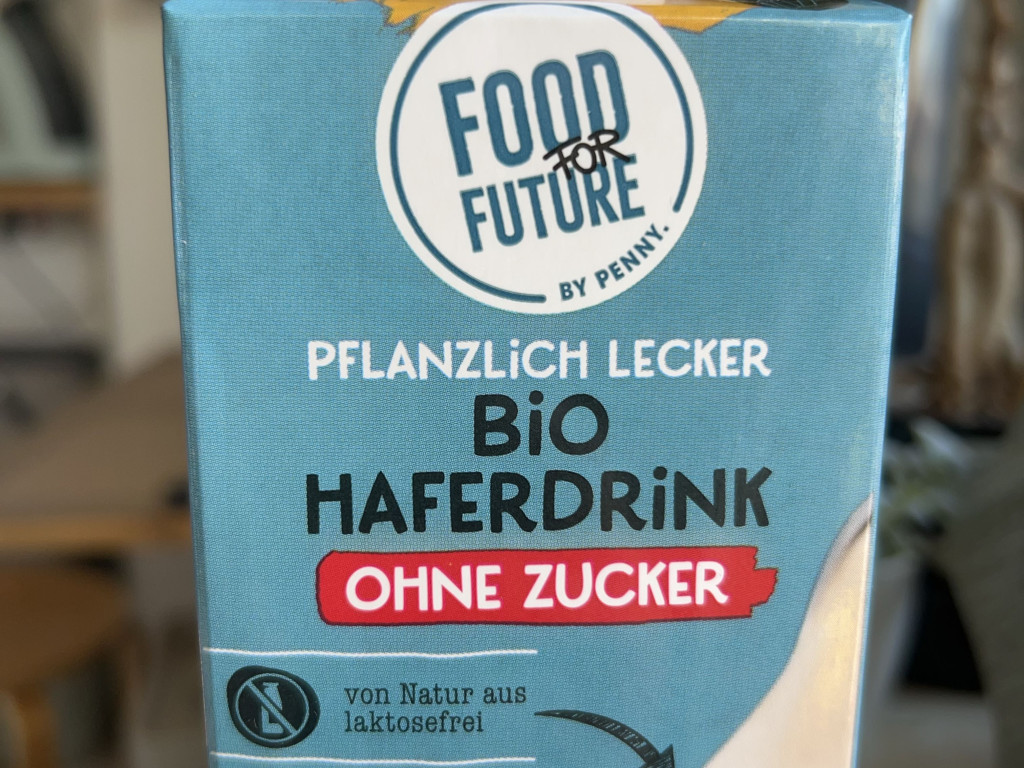 FOOD
FOR
FUTURE
BY PENNY.
PFLANZLiCH LECKER
BiO
HAFERDRiNK
OHNE ZUCKER
von Natur aus
laktosefrei